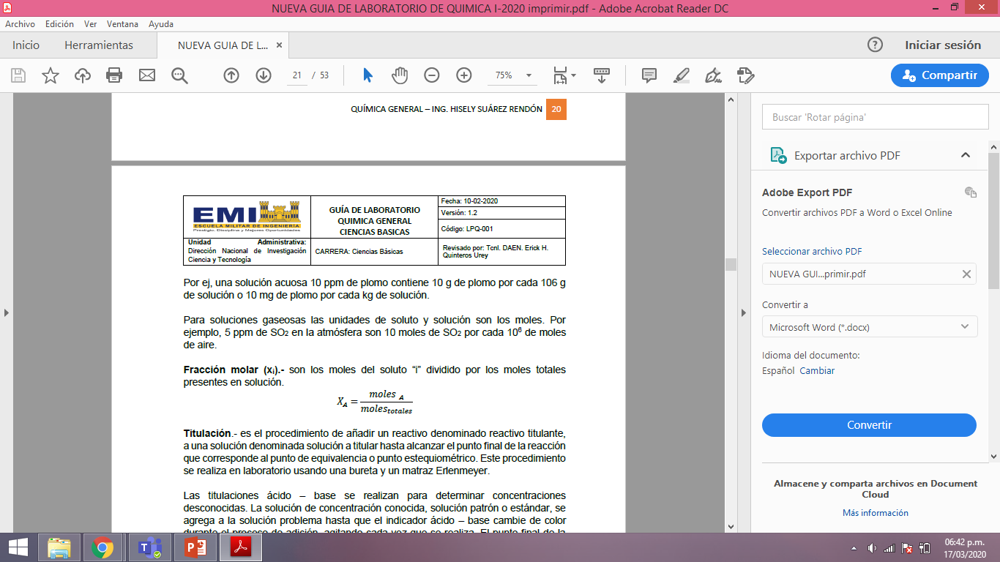 NUEVA GUIA DE LABORATORIO DE QUIMICA I-2020 imprimir.pdf - Adobe Acrobat Reader DC
Archivo Edición Ver Ventana Ayuda
Inicio Herramientas NUEVA GUIA DE L... × Iniciar sesión
21 / 53 75% Compartir
QUÍMICA GENERAL – ING. HISELY SUÁREZ RENDÓN 20
EMI
ESCUELA MILITAR DE INGENIERÍA
Prestigio, Disciplina y Mejores Oportunidades
GUÍA DE LABORATORIO
QUIMICA GENERAL
CIENCIAS BASICAS
Fecha: 10-02-2020
Versión: 1.2
Código: LPQ-001
Unidad Administrativa:
Dirección Nacional de Investigación
Ciencia y Tecnología
CARRERA: Ciencias Básicas
Revisado por: Tcnl. DAEN. Erick H.
Quinteros Urey
Por ej, una solución acuosa 10 ppm de plomo contiene 10 g de plomo por cada 106 g
de solución o 10 mg de plomo por cada kg de solución.
Para soluciones gaseosas las unidades de soluto y solución son los moles. Por
ejemplo, 5 ppm de SO₂ en la atmósfera son 10 moles de SO₂ por cada 10⁶ de moles
de aire.
Fracción molar (xᵢ).- son los moles del soluto “i” dividido por los moles totales
presentes en solución.
X_A = moles _A / moles_totales
Titulación.- es el procedimiento de añadir un reactivo denominado reactivo titulante,
a una solución denominada solución a titular hasta alcanzar el punto final de la reacción
que corresponde al punto de equivalencia o punto estequiométrico. Este procedimiento
se realiza en laboratorio usando una bureta y un matraz Erlenmeyer.
Las titulaciones ácido – base se realizan para determinar concentraciones
desconocidas. La solución de concentración conocida, solución patrón o estándar, se
agrega a la solución problema hasta que el indicador ácido – base cambie de color
durante el proceso de adición, agitando cada vez que se realiza. El punto final de la
Buscar 'Rotar página'
Exportar archivo PDF
Adobe Export PDF
Convertir archivos PDF a Word o Excel Online
Seleccionar archivo PDF
NUEVA GUI...primir.pdf
Convertir a
Microsoft Word (*.docx)
Idioma del documento:
Español Cambiar
Convertir
Almacene y comparta archivos en Document
Cloud
Más información
06:42 p.m.
17/03/2020